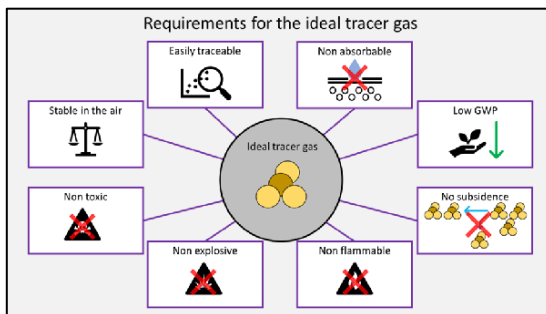 Requirements for the ideal tracer gas
Easily traceable
Non absorbable
Stable in the air
Low GWP
Ideal tracer gas
Non toxic
No subsidence
Non explosive
Non flammable